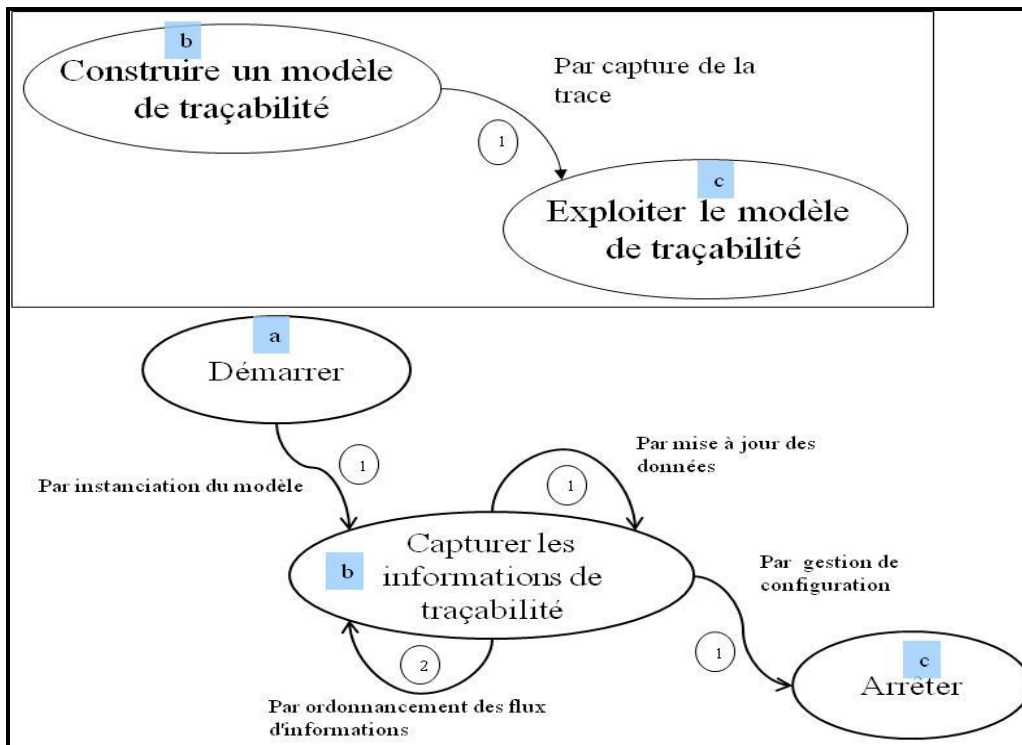 b
Construire un modèle
de traçabilité
Par capture de la
trace
1
c
Exploiter le modèle
de traçabilité
a
Démarrer
1
Par instanciation du modèle
Par mise à jour des
données
1
Capturer les
b
informations de
traçabilité
Par gestion de
configuration
1
2
Par ordonnancement des flux
d'informations
c
Arrêter